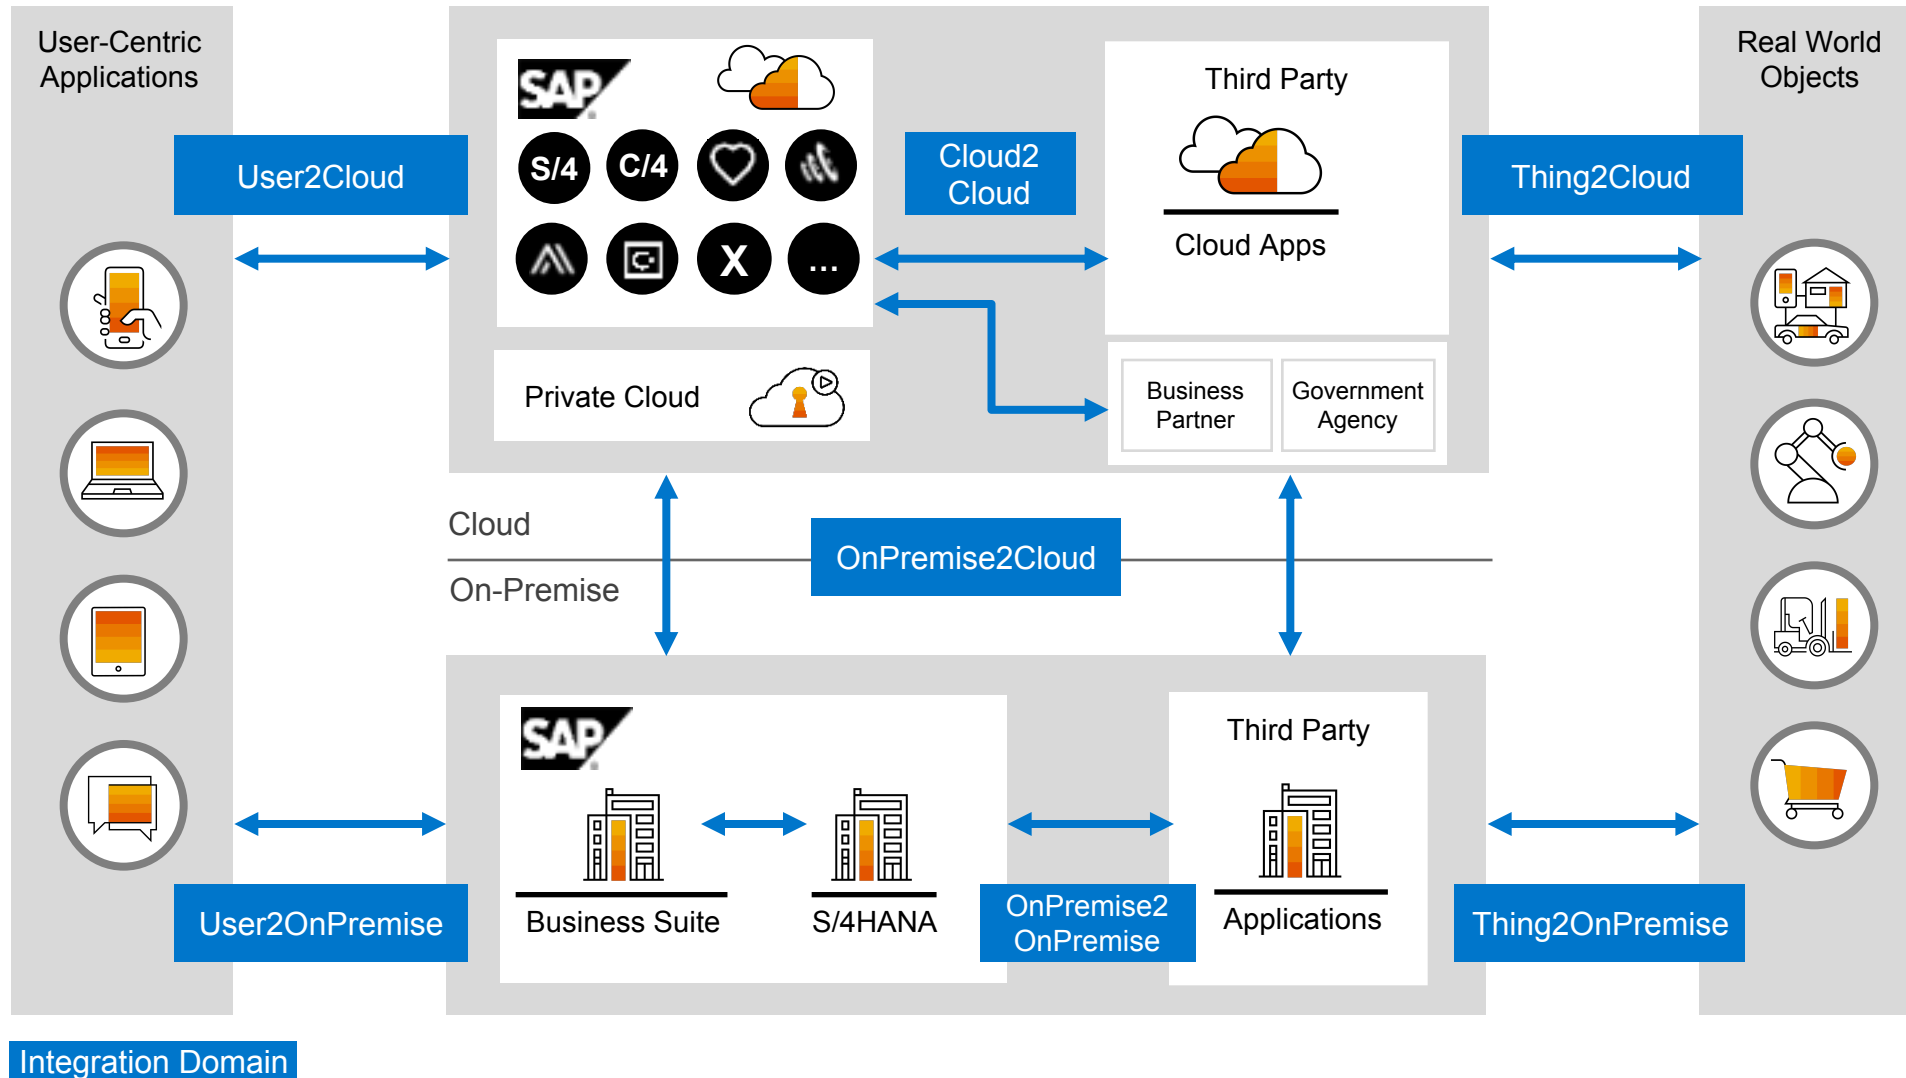 User-Centric
Applications
SAP
S/4
C/4
X
...
Private Cloud
User2Cloud
Cloud2
Cloud
Third Party
Cloud Apps
Business
Partner
Government
Agency
Thing2Cloud
Real World
Objects
Cloud
OnPremise2Cloud
On-Premise
SAP
Business Suite
S/4HANA
Third Party
Applications
User2OnPremise
OnPremise2
OnPremise
Thing2OnPremise
Integration Domain